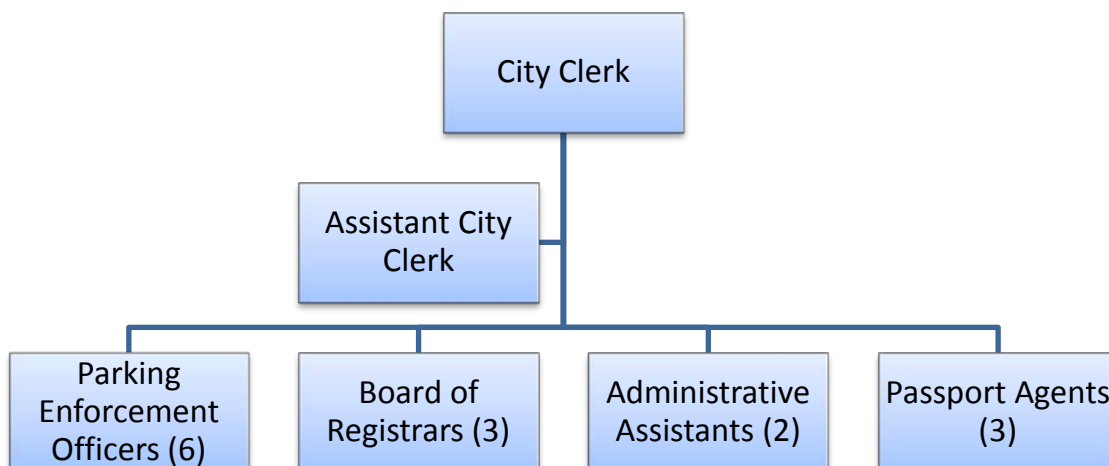 City Clerk
Assistant City
Clerk
Parking
Enforcement
Officers (6)
Board of
Registrars (3)
Administrative
Assistants (2)
Passport Agents
(3)